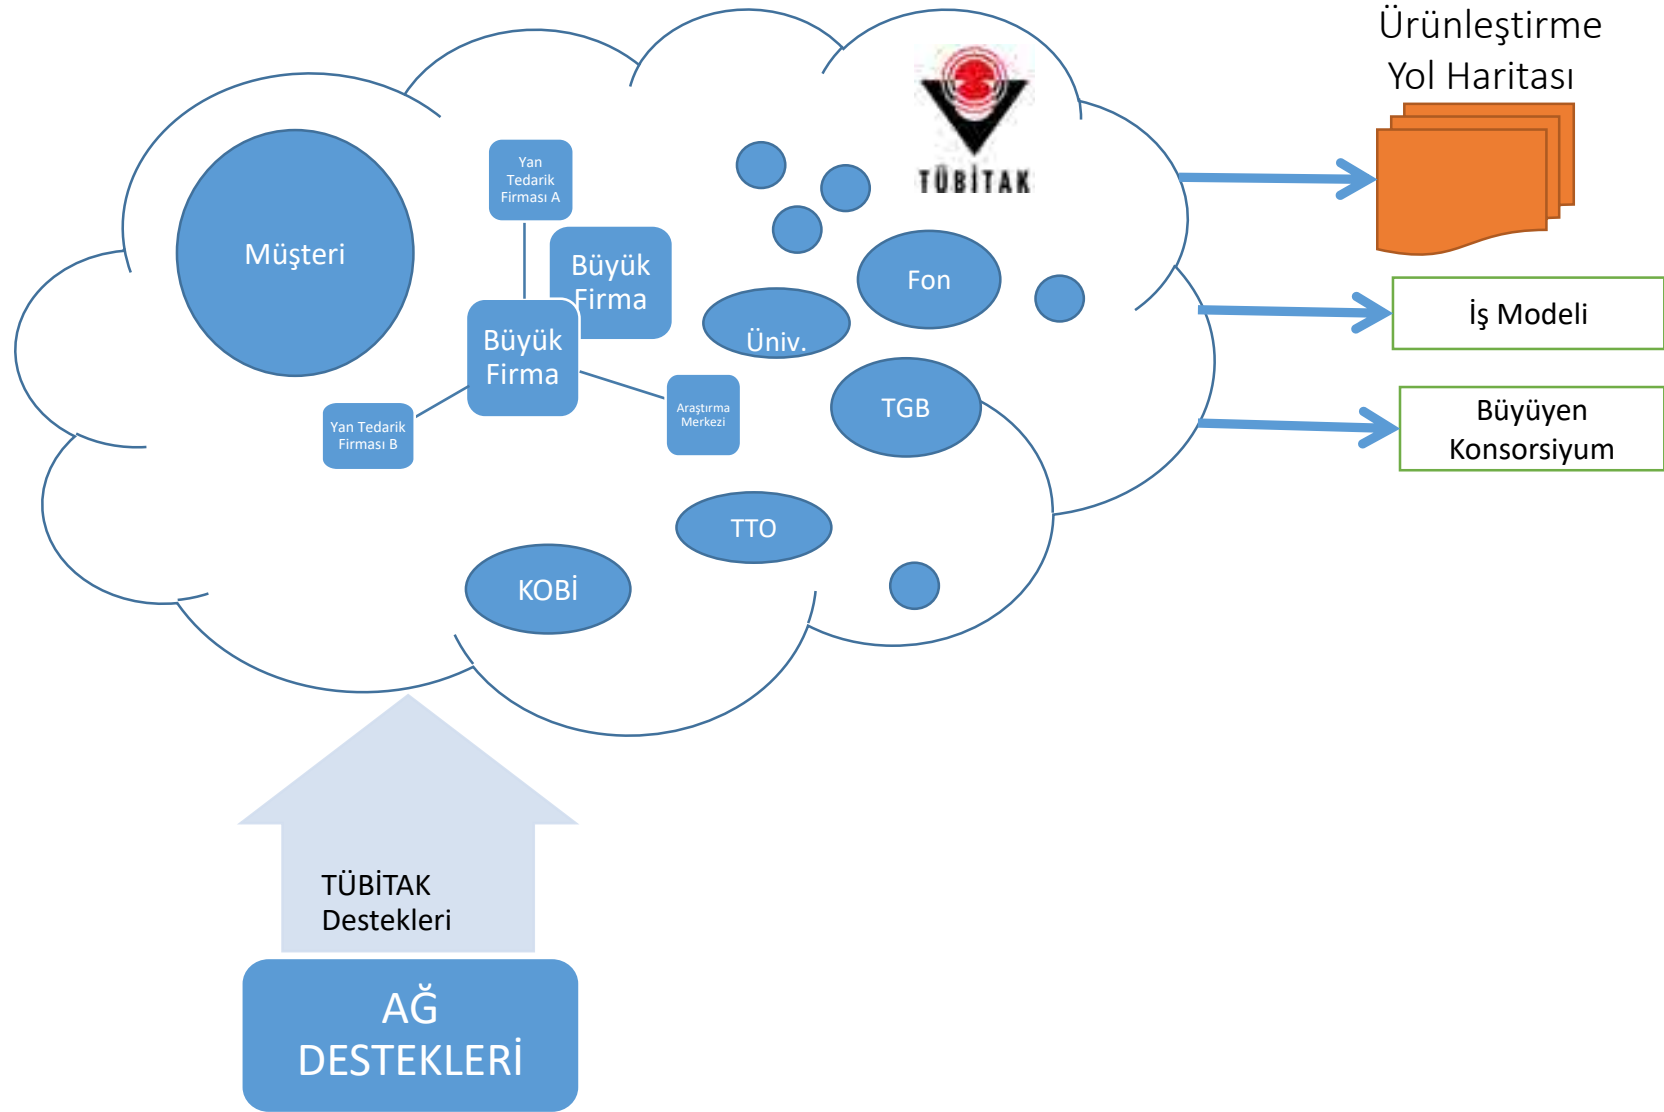 Ürünleştirme
Yol Haritası
TÜBİTAK
Yan
Tedarik
Firması A
Müşteri
Büyük
Firma
Fon
Büyük
Firma
Üniv.
İş Modeli
Araştırma
Merkezi
TGB
Yan Tedarik
Firması B
Büyüyen
Konsorsiyum
TTO
KOBİ
TÜBİTAK
Destekleri
AĞ
DESTEKLERİ